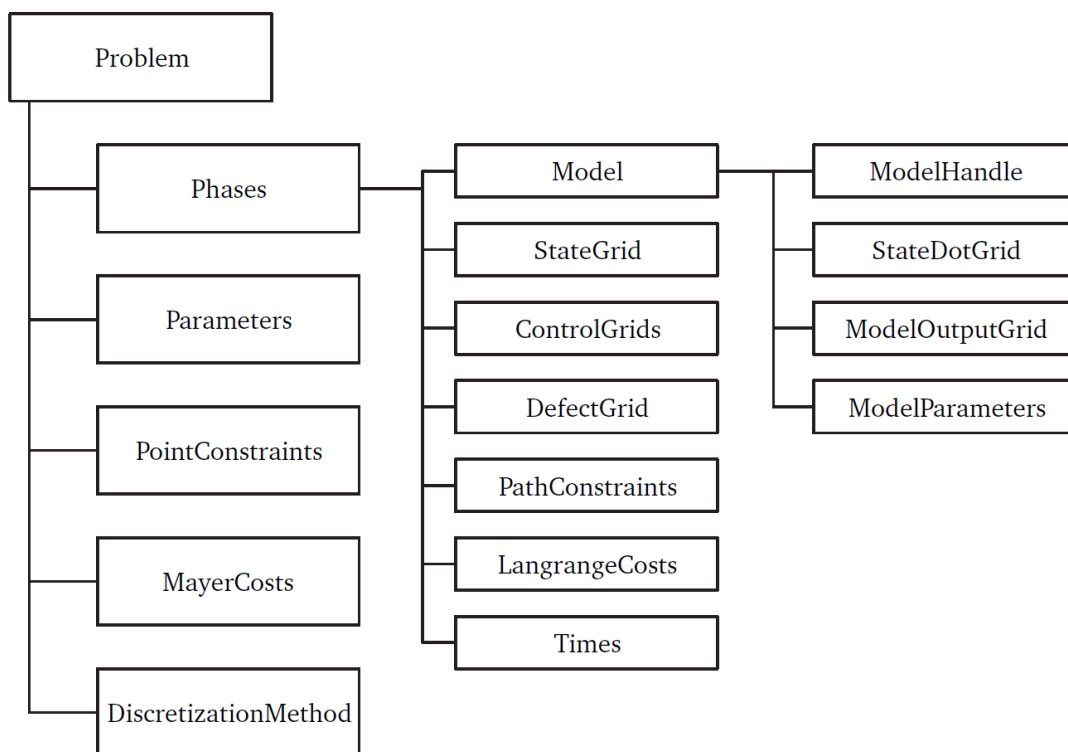 Problem
Phases
Parameters
PointConstraints
MayerCosts
DiscretizationMethod
Model
StateGrid
ControlGrids
DefectGrid
PathConstraints
LangrangeCosts
Times
ModelHandle
StateDotGrid
ModelOutputGrid
ModelParameters